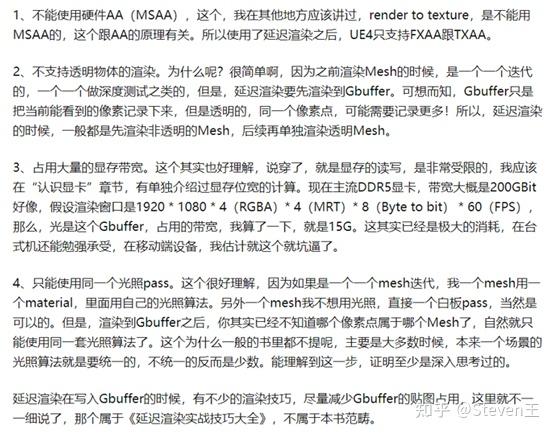 1、不能使用硬件AA（MSAA），这个，我在其他地方应该讲过，render to texture，是不能用
MSAA的，这个跟AA的原理有关。所以使用了延迟渲染之后，UE4只支持FXAA跟TXAA。
2、不支持透明物体的渲染。为什么呢？很简单啊，因为之前渲染Mesh的时候，是一个一个迭代
的，一个一个做深度测试之类的，但是，延迟渲染要先渲染到Gbuffer。可想而知，Gbuffer只是
把当前能看到的像素记录下来，但是透明的，同一个像素点，可能需要记录更多！所以，延迟渲染
的时候，一般都是先渲染非透明的Mesh，后续再单独渲染透明Mesh。
3、占用大量的显存带宽。这个其实也好理解，说穿了，就是显存的读写，是非常受限的，我应该
在“认识显卡”章节，有单独介绍过显存位宽的计算。现在主流DDR5显卡，带宽大概是200GBit
好像，假设渲染窗口是1920 * 1080 * 4（RGBA）* 4（MRT）* 8（Byte to bit） * 60（FPS），
那么，光是这个Gbuffer，占用的带宽，我算了一下，就是15G。这其实已经是极大的消耗，在台
式机还能勉强承受，在移动端设备，我估计就这个就坑逼了。
4、只能使用同一个光照pass。这个很好理解，因为如果是一个一个mesh迭代，我一个mesh用一
个material，里面用自己的光照算法。另外一个mesh我不想用光照，直接一个白板pass，当然是
可以的。但是，渲染到Gbuffer之后，你其实已经不知道哪个像素点属于哪个Mesh了，自然就只
能使用同一套光照算法了。这个为什么一般的书里都不提呢，主要是大多数时候，本来一个场景的
光照算法就是要统一的，不统一的反而是少数。能理解到这一步，证明至少是深入思考过的。
延迟渲染在写入Gbuffer的时候，有不少的渲染技巧，尽量减少Gbuffer的贴图占用，这里就不一
一细说了，那个属于《延迟渲染实战技巧大全》，不属于本书范畴。
知乎 @Steven王